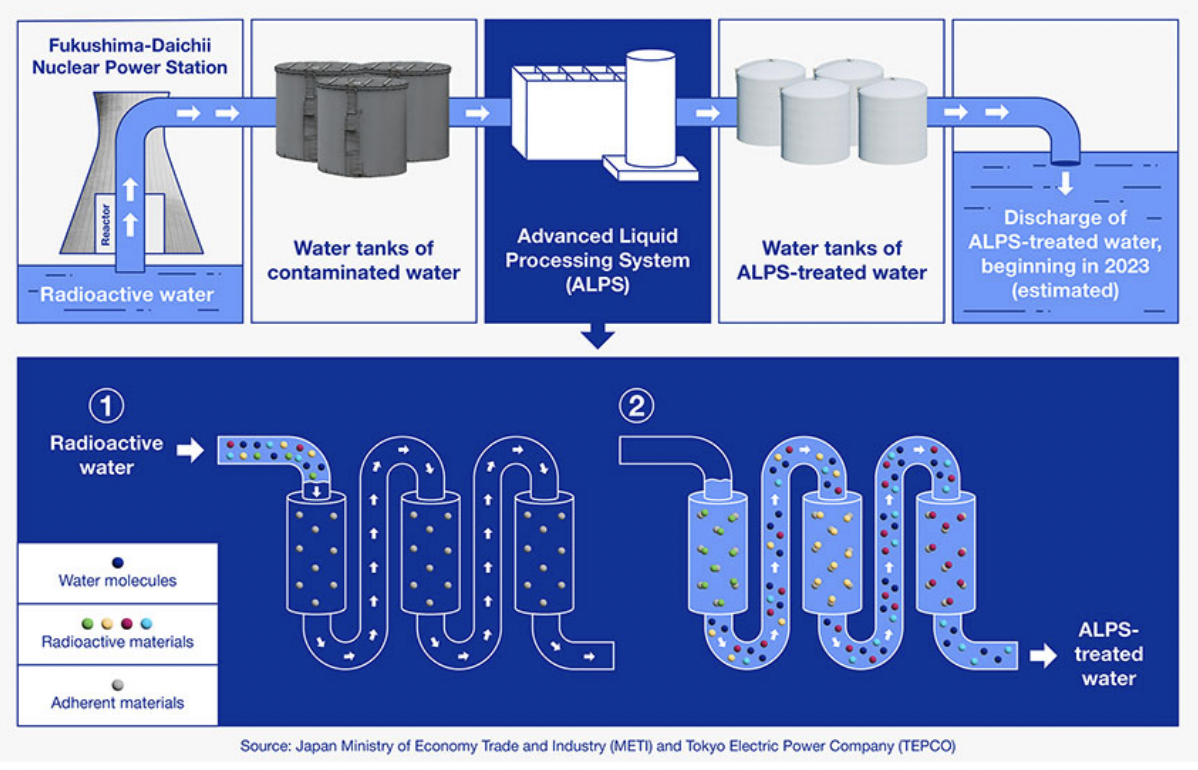 Fukushima-Daichii
Nuclear Power Station
Reactor
Radioactive water
Water tanks of
contaminated water
Advanced Liquid
Processing System
(ALPS)
Water tanks of
ALPS-treated water
Discharge of
ALPS-treated water,
beginning in 2023
(estimated)
1
Radioactive
water
2
Water molecules
Radioactive materials
Adherent materials
ALPS-
treated
water
Source: Japan Ministry of Economy Trade and Industry (METI) and Tokyo Electric Power Company (TEPCO)